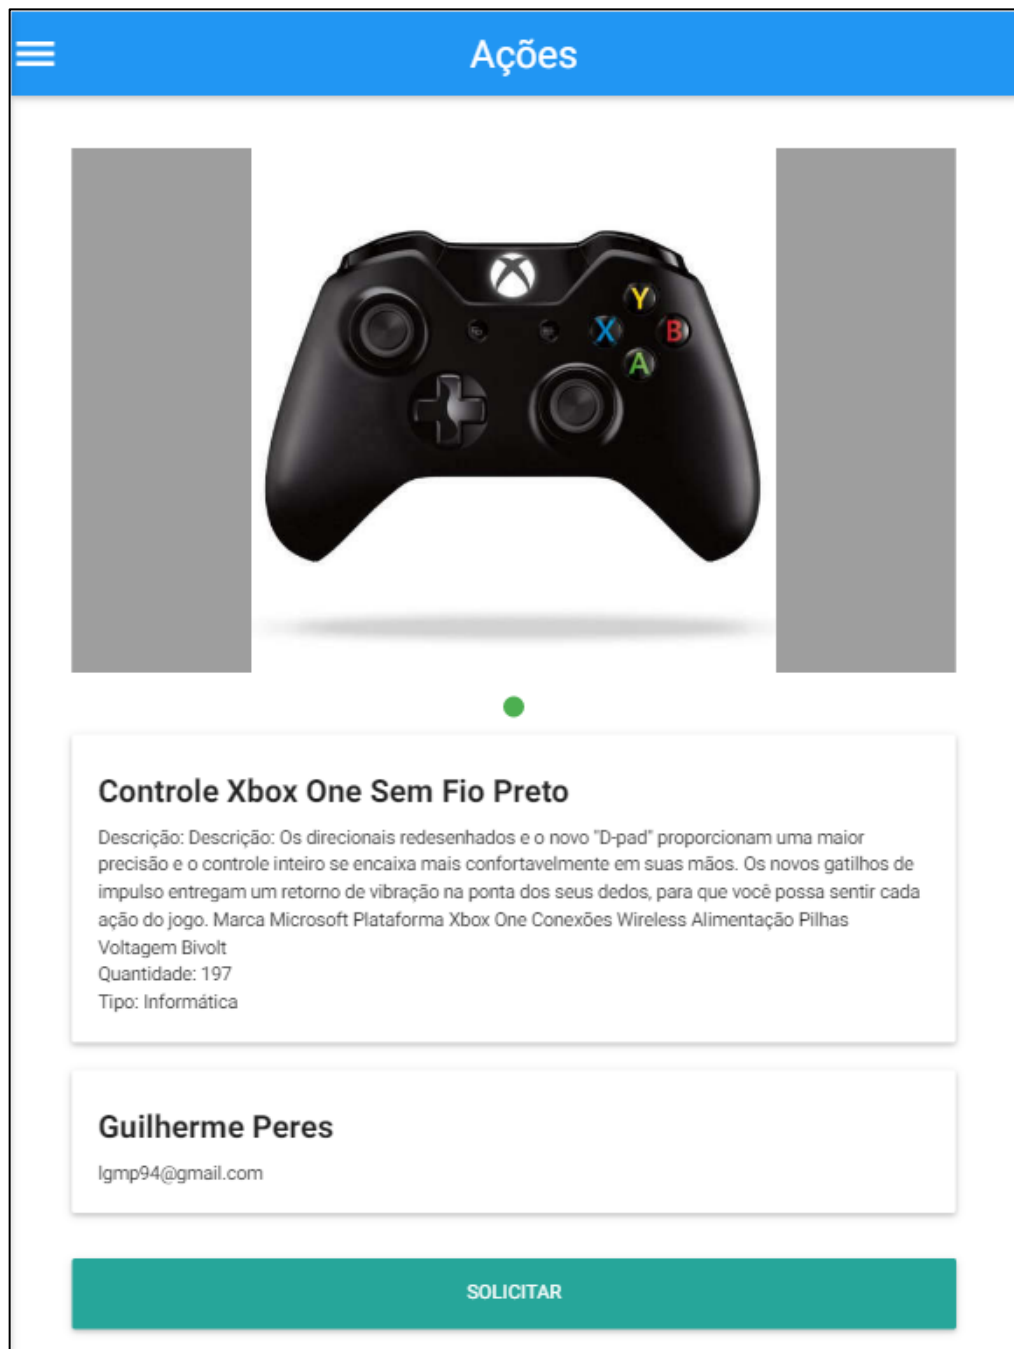 Ações
Y
X
B
A
Controle Xbox One Sem Fio Preto
Descrição: Descrição: Os direcionais redesenhados e o novo "D-pad" proporcionam uma maior
precisão e o controle inteiro se encaixa mais confortavelmente em suas mãos. Os novos gatilhos de
impulso entregam um retorno de vibração na ponta dos seus dedos, para que você possa sentir cada
ação do jogo. Marca Microsoft Plataforma Xbox One Conexões Wireless Alimentação Pilhas
Voltagem Bivolt
Quantidade: 197
Tipo: Informática
Guilherme Peres
lgmp94@gmail.com
SOLICITAR